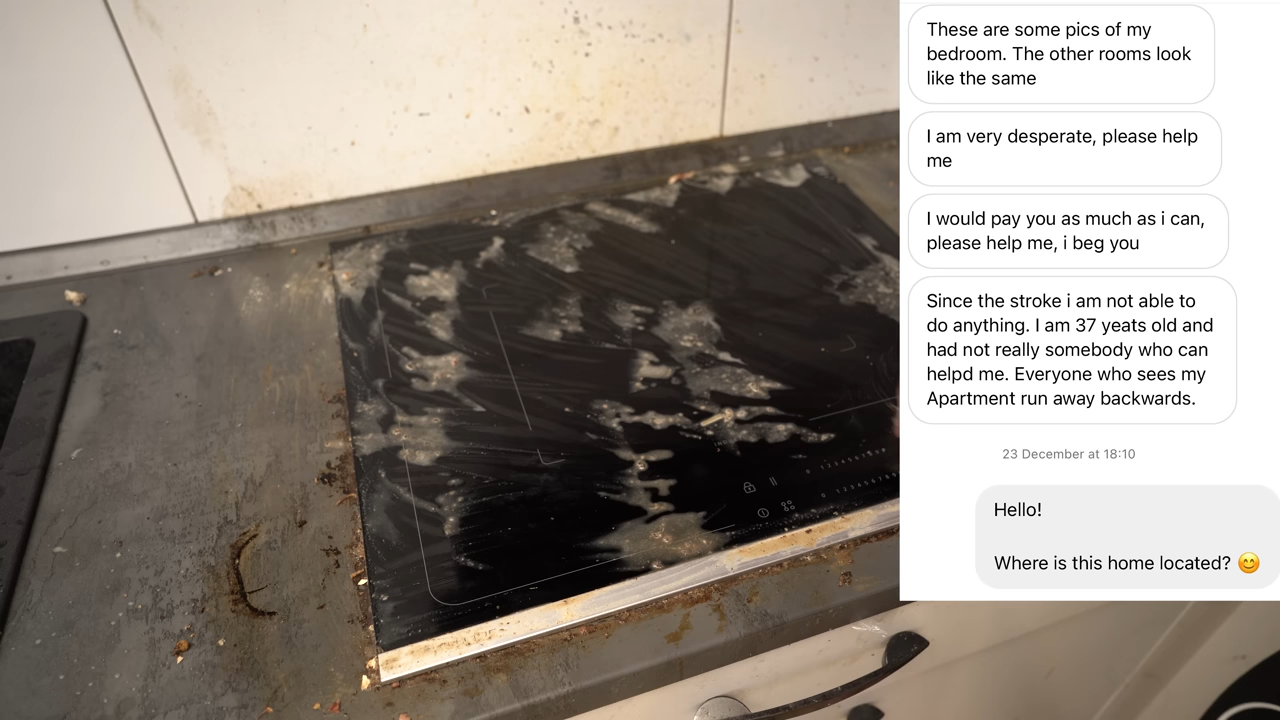 These are some pics of my
bedroom. The other rooms look
like the same
I am very desperate, please help
me
I would pay you as much as i can,
please help me, i beg you
Since the stroke i am not able to
do anything. I am 37 yeats old and
had not really somebody who can
helpd me. Everyone who sees my
Apartment run away backwards.
23 December at 18:10
Hello!
Where is this home located? 😊